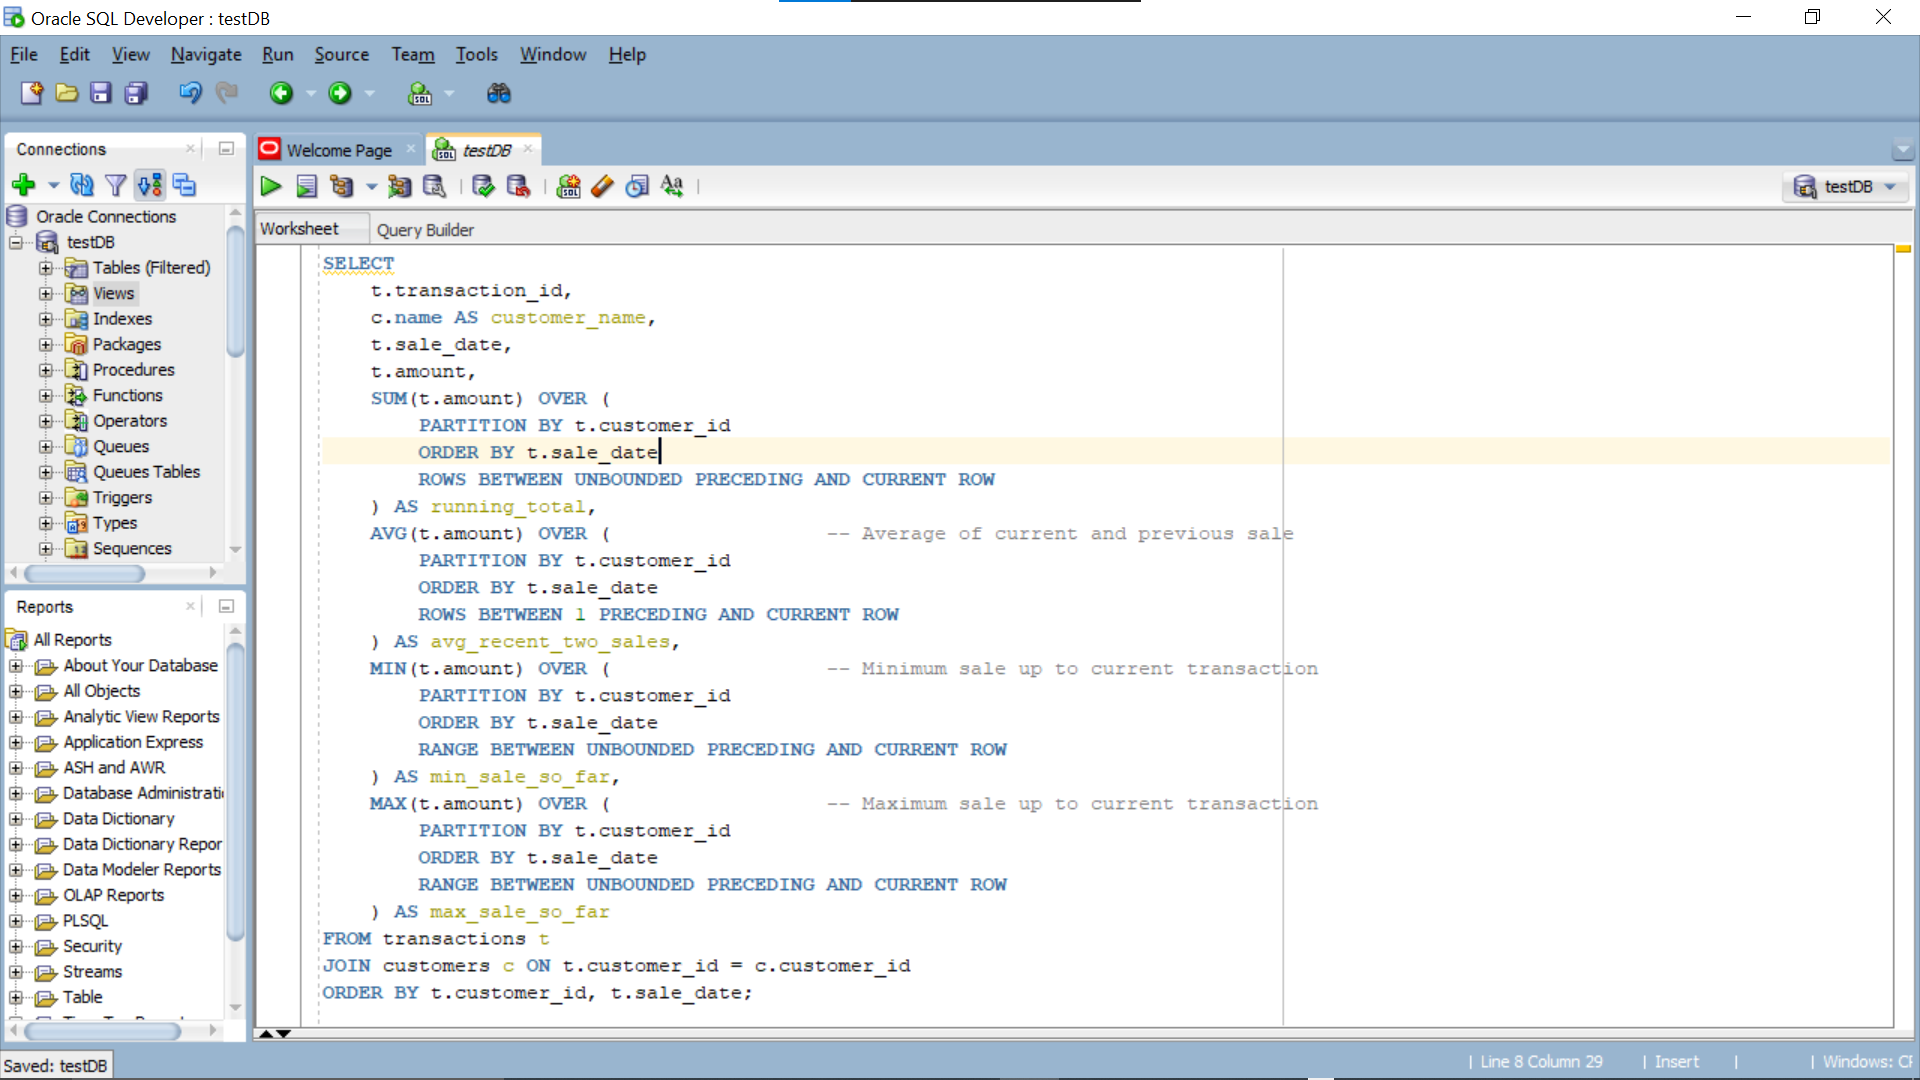 Oracle SQL Developer : testDB
File Edit View Navigate Run Source Team Tools Window Help
Connections
Oracle Connections
testDB
Tables (Filtered)
Views
Indexes
Packages
Procedures
Functions
Operators
Queues
Queues Tables
Triggers
Types
Sequences
Reports
All Reports
About Your Database
All Objects
Analytic View Reports
Application Express
ASH and AWR
Database Administrati
Data Dictionary
Data Dictionary Repor
Data Modeler Reports
OLAP Reports
PLSQL
Security
Streams
Table
Welcome Page testDB
testDB
Worksheet Query Builder
SELECT
    t.transaction_id,
    c.name AS customer_name,
    t.sale_date,
    t.amount,
    SUM(t.amount) OVER (
        PARTITION BY t.customer_id
        ORDER BY t.sale_date
        ROWS BETWEEN UNBOUNDED PRECEDING AND CURRENT ROW
    ) AS running_total,
    AVG(t.amount) OVER (                  -- Average of current and previous sale
        PARTITION BY t.customer_id
        ORDER BY t.sale_date
        ROWS BETWEEN 1 PRECEDING AND CURRENT ROW
    ) AS avg_recent_two_sales,
    MIN(t.amount) OVER (                  -- Minimum sale up to current transaction
        PARTITION BY t.customer_id
        ORDER BY t.sale_date
        RANGE BETWEEN UNBOUNDED PRECEDING AND CURRENT ROW
    ) AS min_sale_so_far,
    MAX(t.amount) OVER (                  -- Maximum sale up to current transaction
        PARTITION BY t.customer_id
        ORDER BY t.sale_date
        RANGE BETWEEN UNBOUNDED PRECEDING AND CURRENT ROW
    ) AS max_sale_so_far
FROM transactions t
JOIN customers c ON t.customer_id = c.customer_id
ORDER BY t.customer_id, t.sale_date;
Saved: testDB
| Line 8 Column 29 | Insert | | Windows: CF